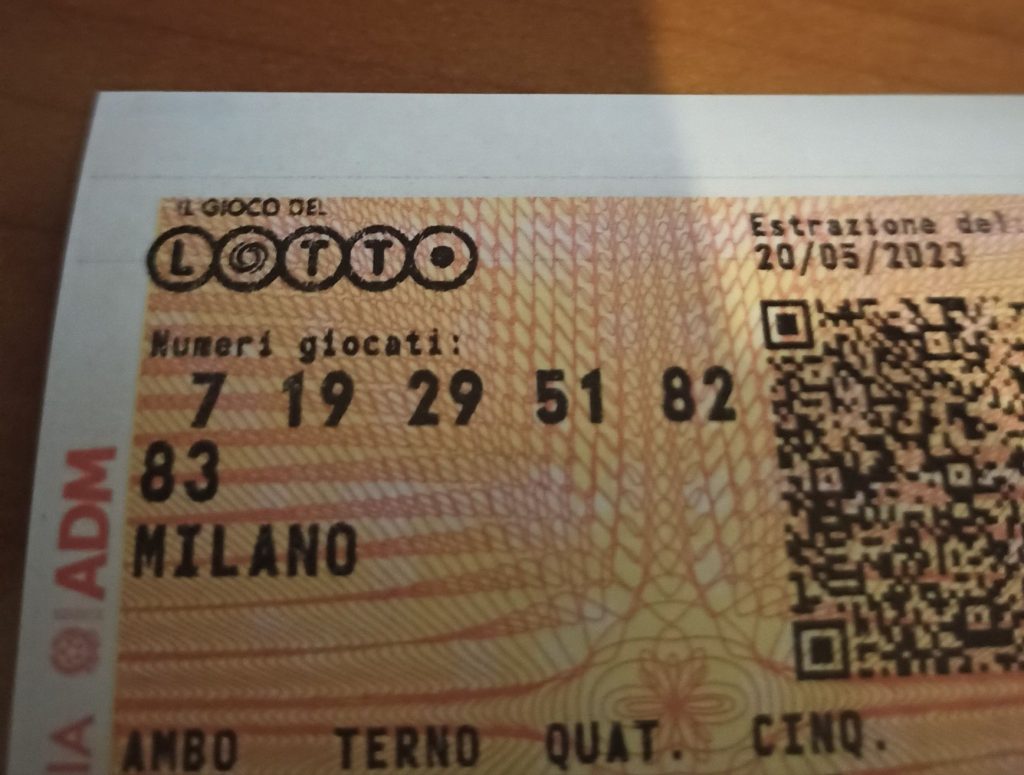 IL GIOCO DEL
LOTTO
Estrazione del:
20/05/2023
Numeri giocati:
7 19 29 51 82
83
MILANO
ADM
IA
AMBO TERNO QUAT. CINQ.